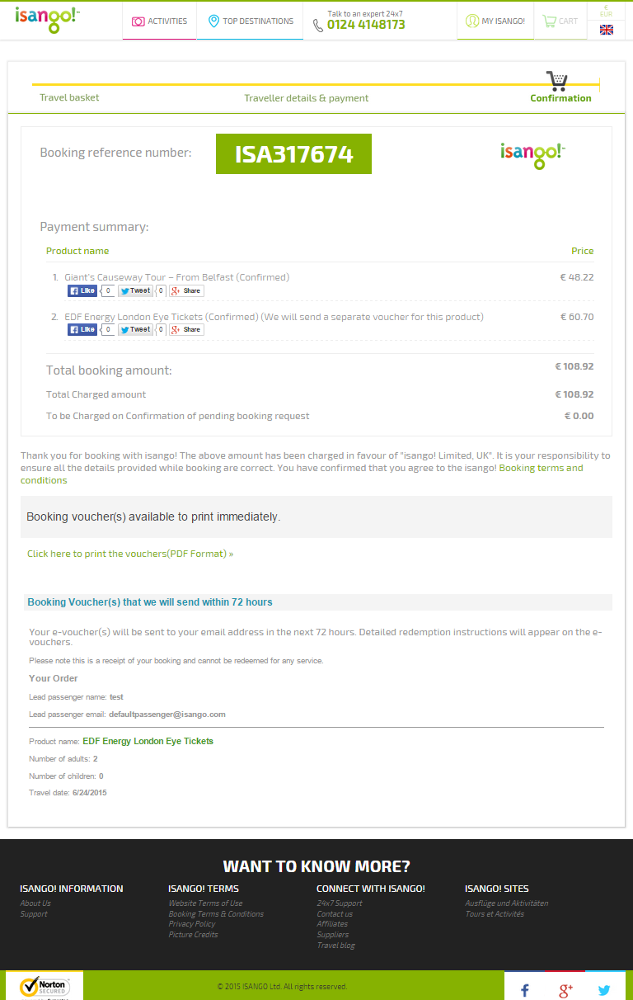 isango!™
ACTIVITIES
TOP DESTINATIONS
Talk to an expert 24x7
0124 4148173
MY ISANGO!
CART
€
EUR
Travel basket
Traveller details & payment
Confirmation
Booking reference number:
ISA317674
isango!™
Payment summary:
Product name Price
1. Giant's Causeway Tour – From Belfast (Confirmed) € 48.22
Like 0 Tweet 0 Share
2. EDF Energy London Eye Tickets (Confirmed) (We will send a separate voucher for this product) € 60.70
Like 0 Tweet 0 Share
Total booking amount: € 108.92
Total Charged amount € 108.92
To be Charged on Confirmation of pending booking request € 0.00
Thank you for booking with isango! The above amount has been charged in favour of "isango! Limited, UK". It is your responsibility to
ensure all the details provided while booking are correct. You have confirmed that you agree to the isango! Booking terms and
conditions
Booking voucher(s) available to print immediately.
Click here to print the vouchers(PDF Format) »
Booking Voucher(s) that we will send within 72 hours
Your e-voucher(s) will be sent to your email address in the next 72 hours. Detailed redemption instructions will appear on the e-
vouchers.
Please note this is a receipt of your booking and cannot be redeemed for any service.
Your Order
Lead passenger name: test
Lead passenger email: defaultpassenger@isango.com
Product name: EDF Energy London Eye Tickets
Number of adults: 2
Number of children: 0
Travel date: 6/24/2015
WANT TO KNOW MORE?
ISANGO! INFORMATION
About Us
Support
ISANGO! TERMS
Website Terms of Use
Booking Terms & Conditions
Privacy Policy
Picture Credits
CONNECT WITH ISANGO!
24x7 Support
Contact us
Affiliates
Suppliers
Travel blog
ISANGO! SITES
Ausflüge und Aktivitäten
Tours et Activités
Norton
SECURED
© 2015 ISANGO Ltd. All rights reserved.